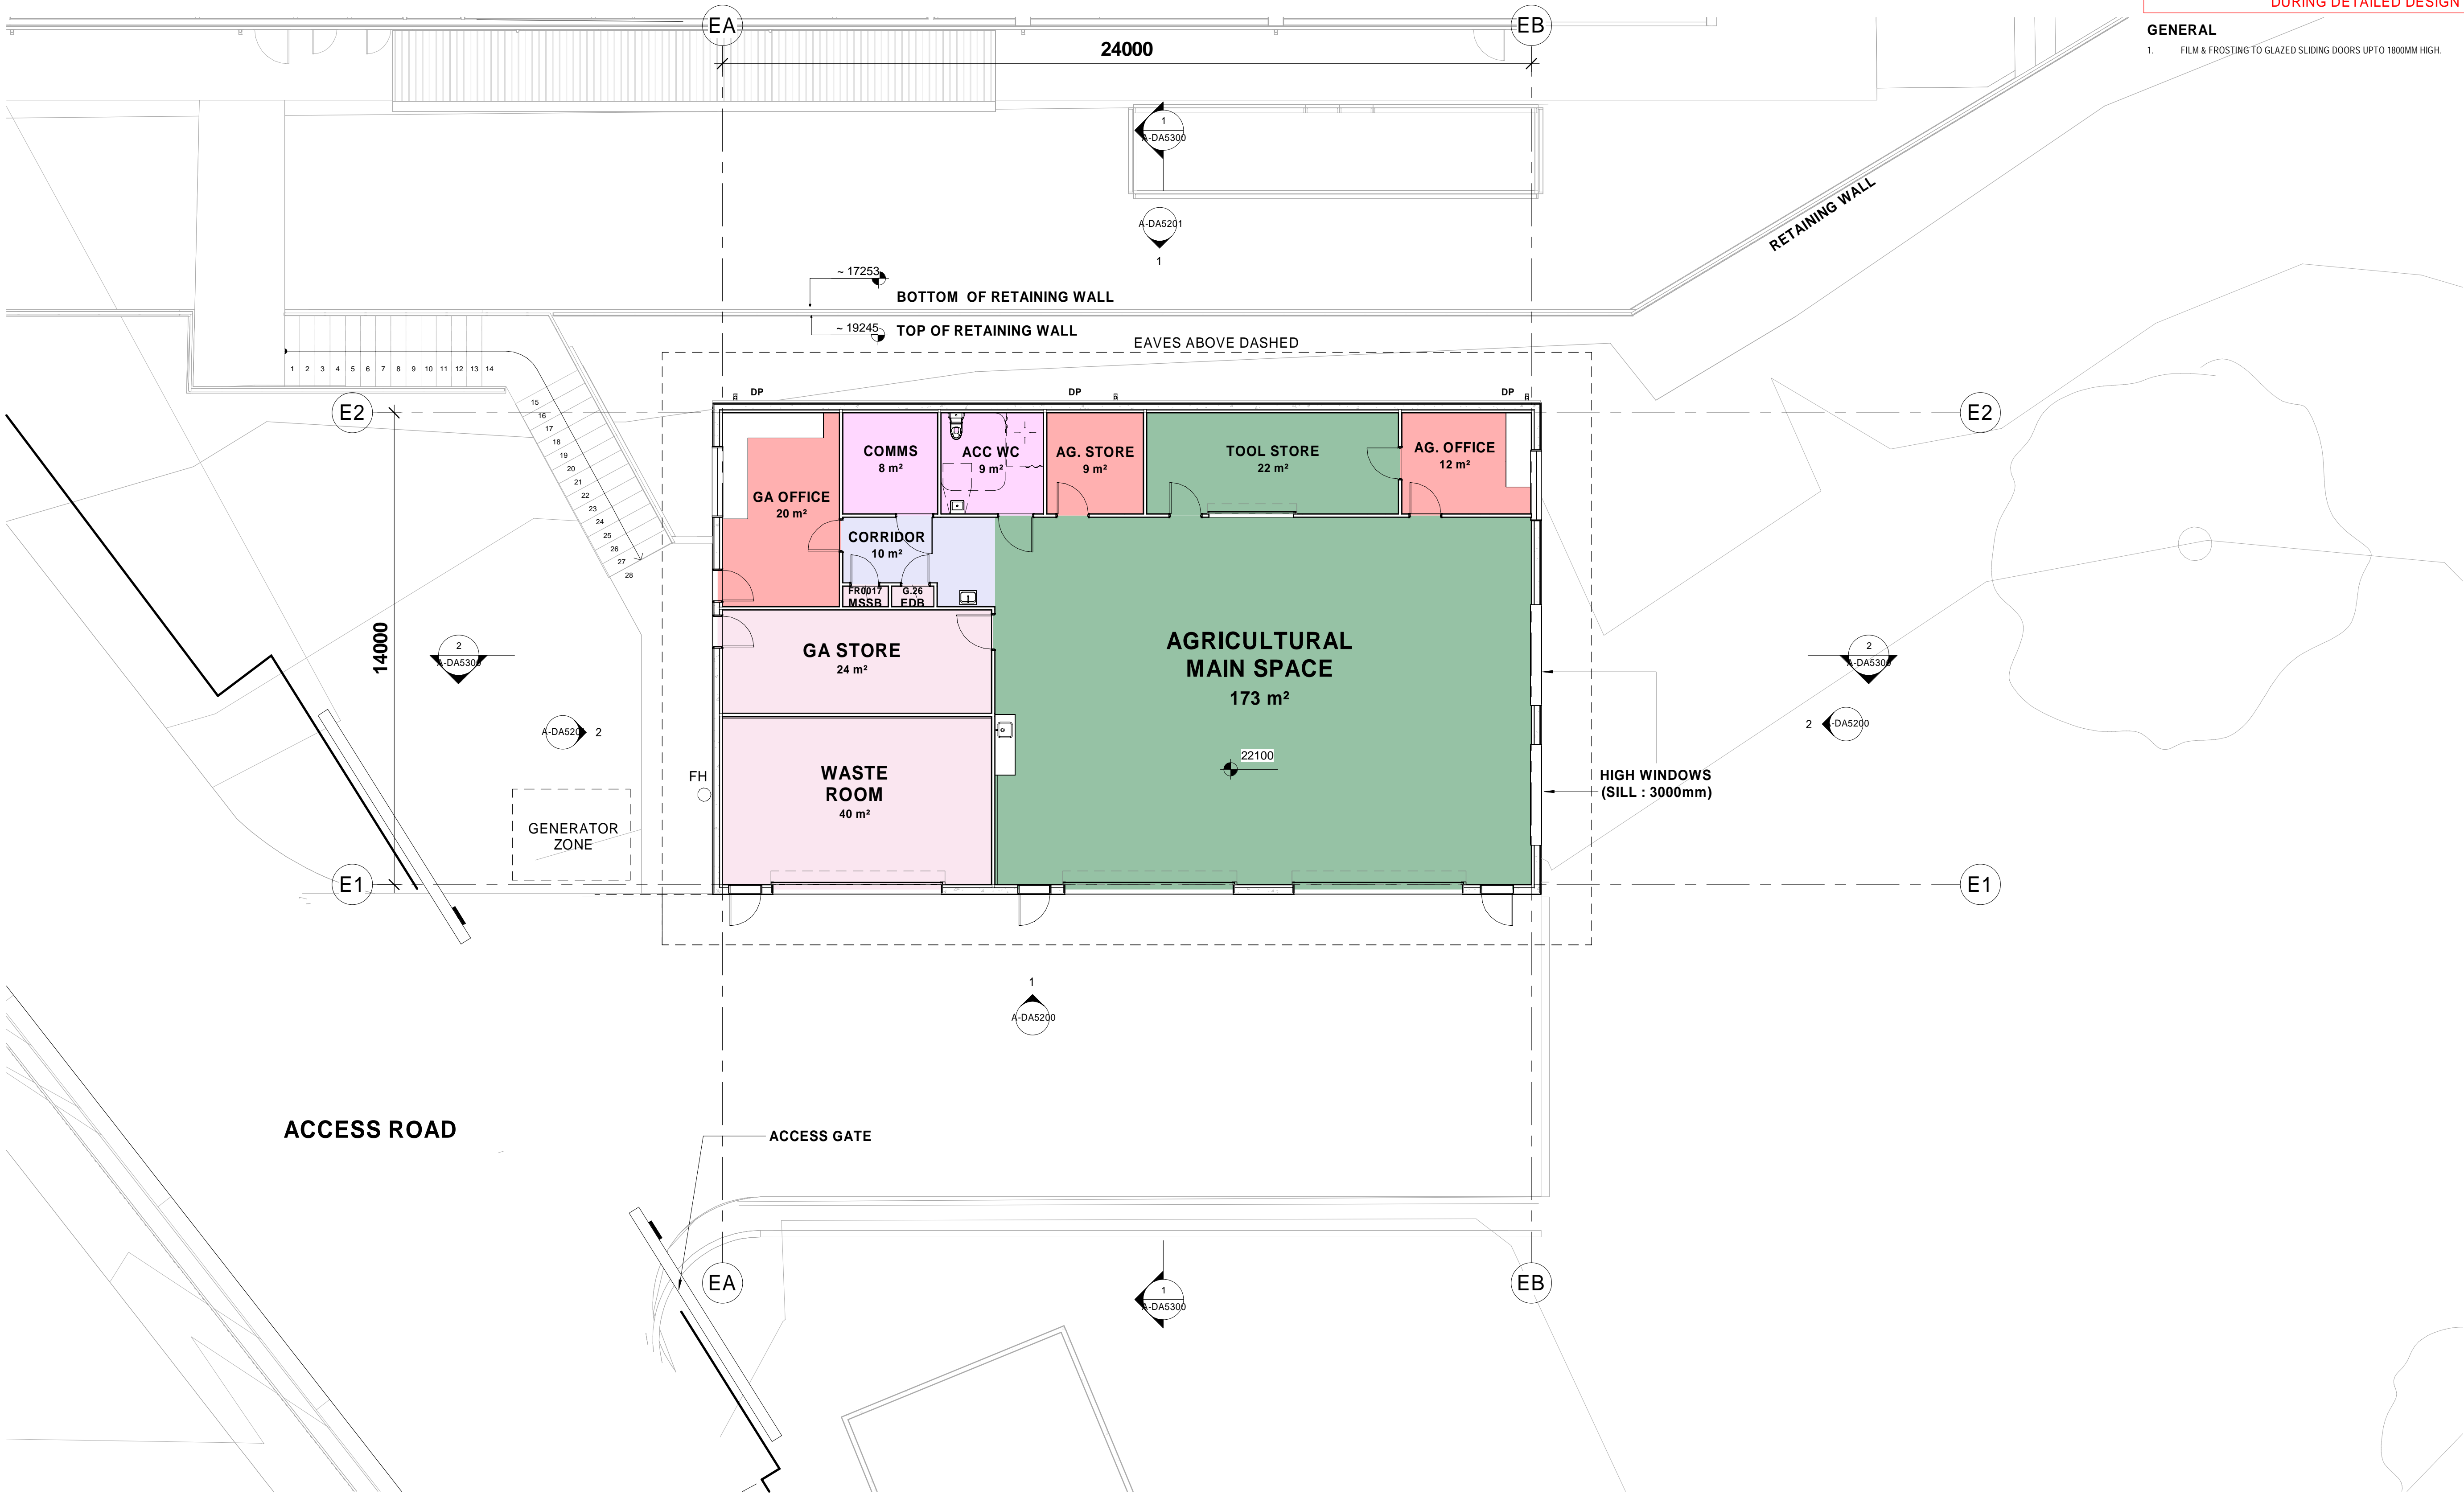 DURING DETAILED DESIGN
GENERAL
1. FILM & FROSTING TO GLAZED SLIDING DOORS UPTO 1800MM HIGH.
EA
EB
24000
1
A-DA5300
RETAINING WALL
A-DA5201
1
~ 17253
BOTTOM OF RETAINING WALL
~ 19245
TOP OF RETAINING WALL
EAVES ABOVE DASHED
1 2 3 4 5 6 7 8 9 10 11 12 13 14
15
16
17
18
19
20
21
22
23
24
25
26
27
28
DP
DP
DP
E2
E2
COMMS
8 m²
ACC WC
9 m²
AG. STORE
9 m²
TOOL STORE
22 m²
AG. OFFICE
12 m²
GA OFFICE
20 m²
CORRIDOR
10 m²
FR0017
MSSB
G.26
EDB
14000
GA STORE
24 m²
AGRICULTURAL
MAIN SPACE
173 m²
2
A-DA5300
2
A-DA5300
A-DA520
2
2
A-DA5200
22100
WASTE
ROOM
40 m²
FH
GENERATOR
ZONE
HIGH WINDOWS
(SILL : 3000mm)
E1
E1
1
A-DA5200
ACCESS ROAD
ACCESS GATE
EA
EB
1
A-DA5300